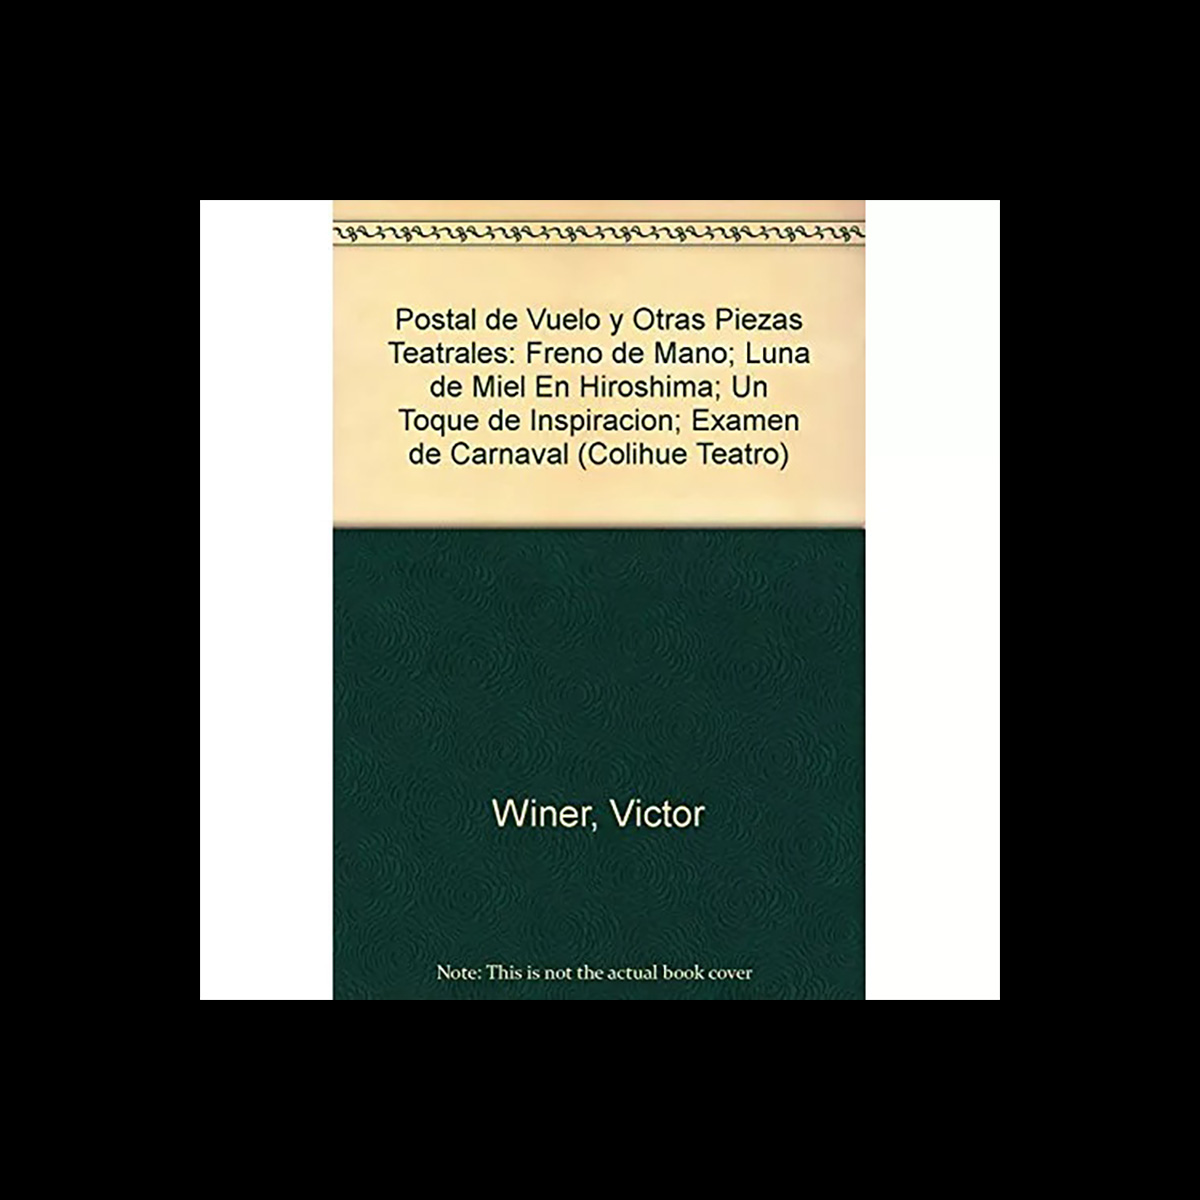 Postal de Vuelo y Otras Piezas
Teatrales: Freno de Mano; Luna
de Miel En Hiroshima; Un
Toque de Inspiracion; Examen
de Carnaval (Colihue Teatro)
Winer, Victor
Note: This is not the actual book cover